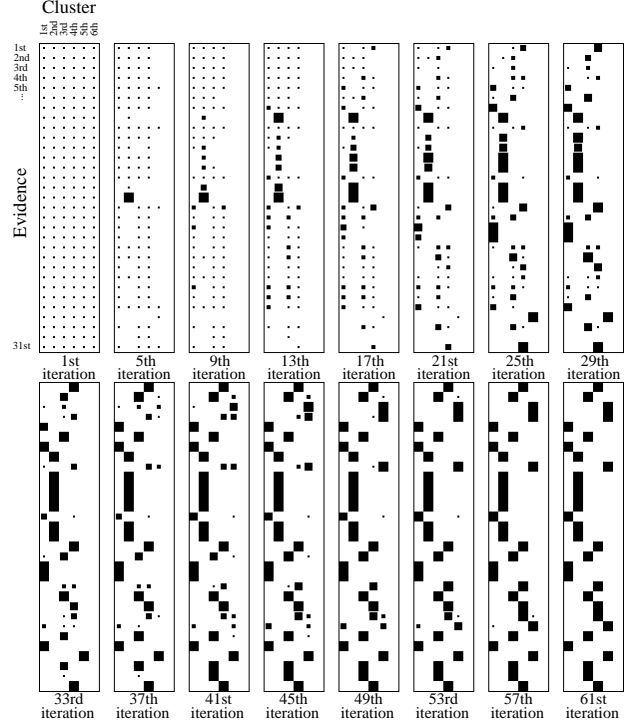 Cluster
1st 2nd 3rd 4th 5th 6th
1st
2nd
3rd
4th
5th
...
Evidence
31st
1st iteration
5th iteration
9th iteration
13th iteration
17th iteration
21st iteration
25th iteration
29th iteration
33rd iteration
37th iteration
41st iteration
45th iteration
49th iteration
53rd iteration
57th iteration
61st iteration